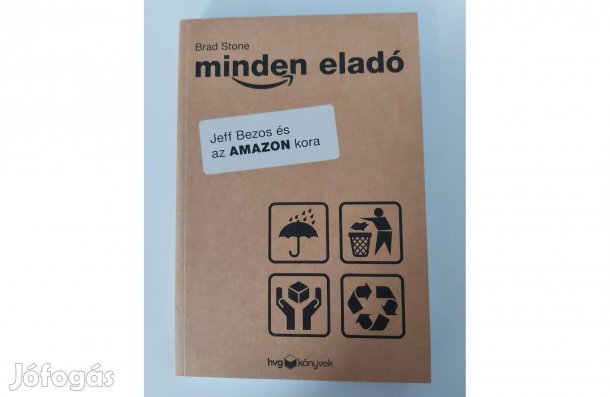 Brad Stone
minden eladó
Jeff Bezos és
az AMAZON kora
hvg könyvek
Jófogás